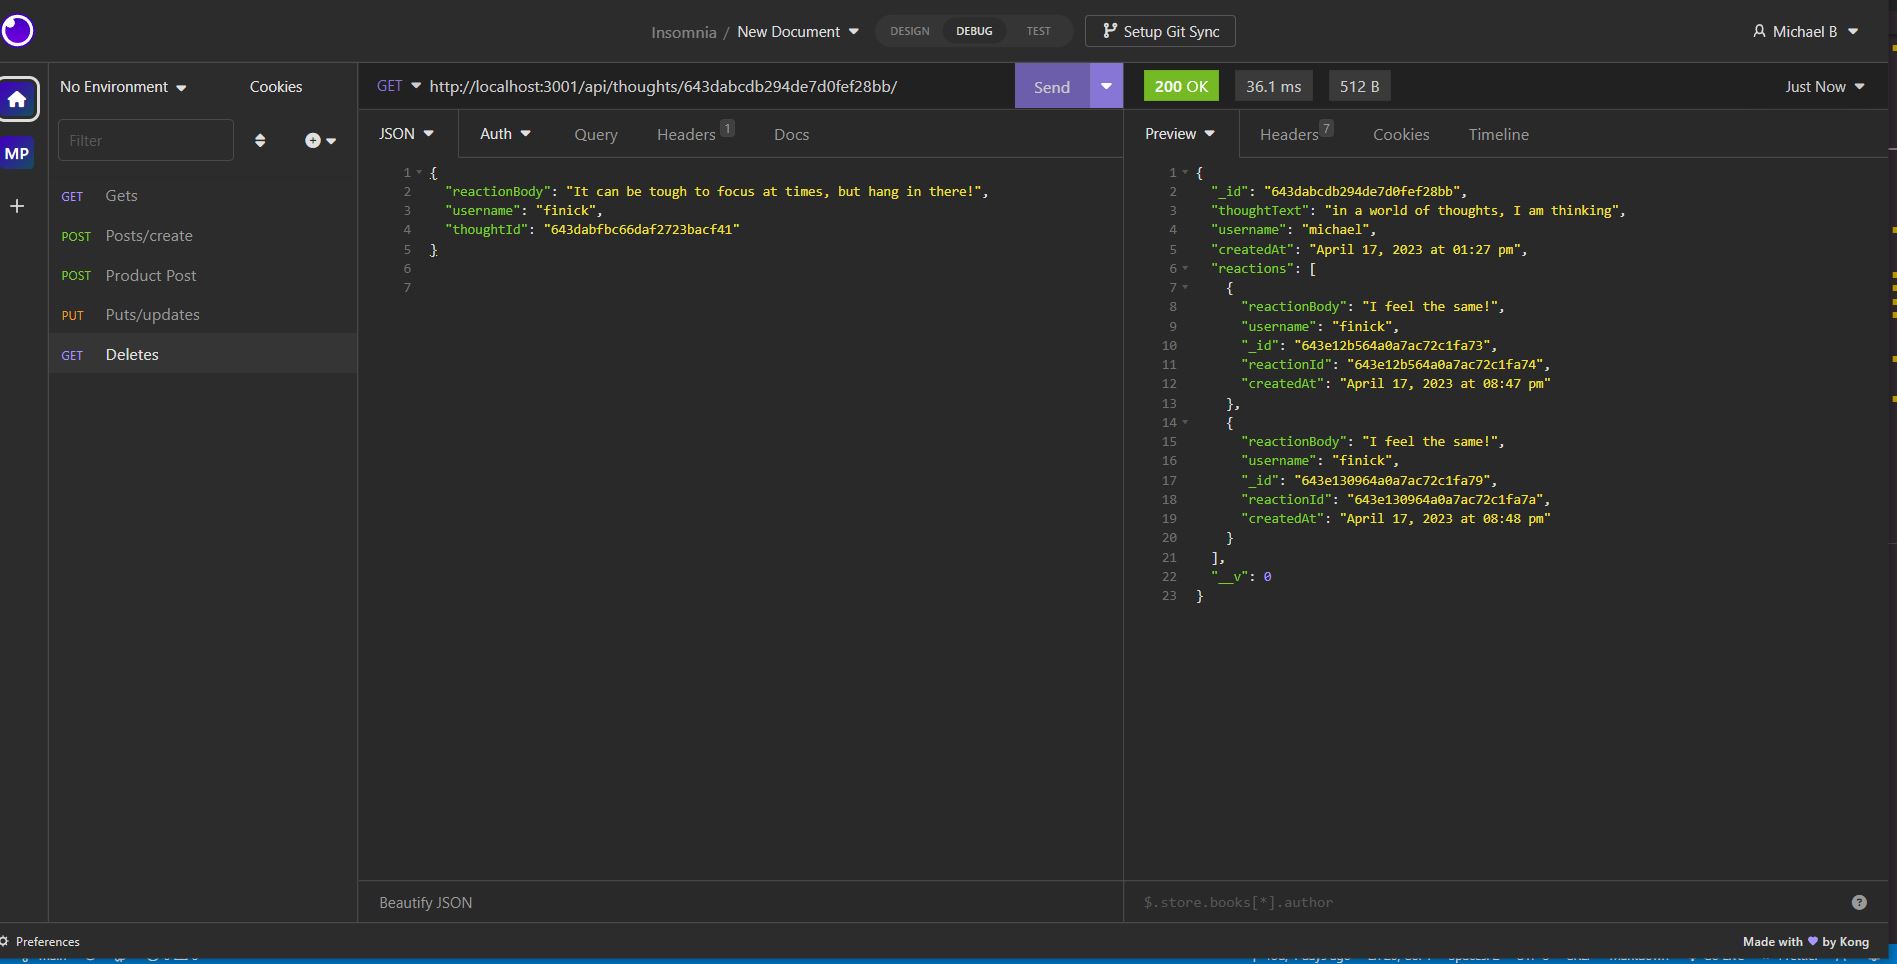 Insomnia / New Document
DESIGN DEBUG TEST
Setup Git Sync
Michael B
MP
No Environment
Cookies
Filter
GET Gets
POST Posts/create
POST Product Post
PUT Puts/updates
GET Deletes
GET http://localhost:3001/api/thoughts/643dabcdb294de7d0fef28bb/
Send
JSON Auth Query Headers 1 Docs
1 {
2 "reactionBody": "It can be tough to focus at times, but hang in there!",
3 "username": "finick",
4 "thoughtId": "643dabfbc66daf2723bacf41"
5 }
6
7
Beautify JSON
200 OK 36.1 ms 512 B Just Now
Preview Headers 7 Cookies Timeline
1 {
2 "_id": "643dabcdb294de7d0fef28bb",
3 "thoughtText": "in a world of thoughts, I am thinking",
4 "username": "michael",
5 "createdAt": "April 17, 2023 at 01:27 pm",
6 "reactions": [
7 {
8 "reactionBody": "I feel the same!",
9 "username": "finick",
10 "_id": "643e12b564a0a7ac72c1fa73",
11 "reactionId": "643e12b564a0a7ac72c1fa74",
12 "createdAt": "April 17, 2023 at 08:47 pm"
13 },
14 {
15 "reactionBody": "I feel the same!",
16 "username": "finick",
17 "_id": "643e130964a0a7ac72c1fa79",
18 "reactionId": "643e130964a0a7ac72c1fa7a",
19 "createdAt": "April 17, 2023 at 08:48 pm"
20 }
21 ],
22 "__v": 0
23 }
$.store.books[*].author
?
Preferences
Made with by Kong